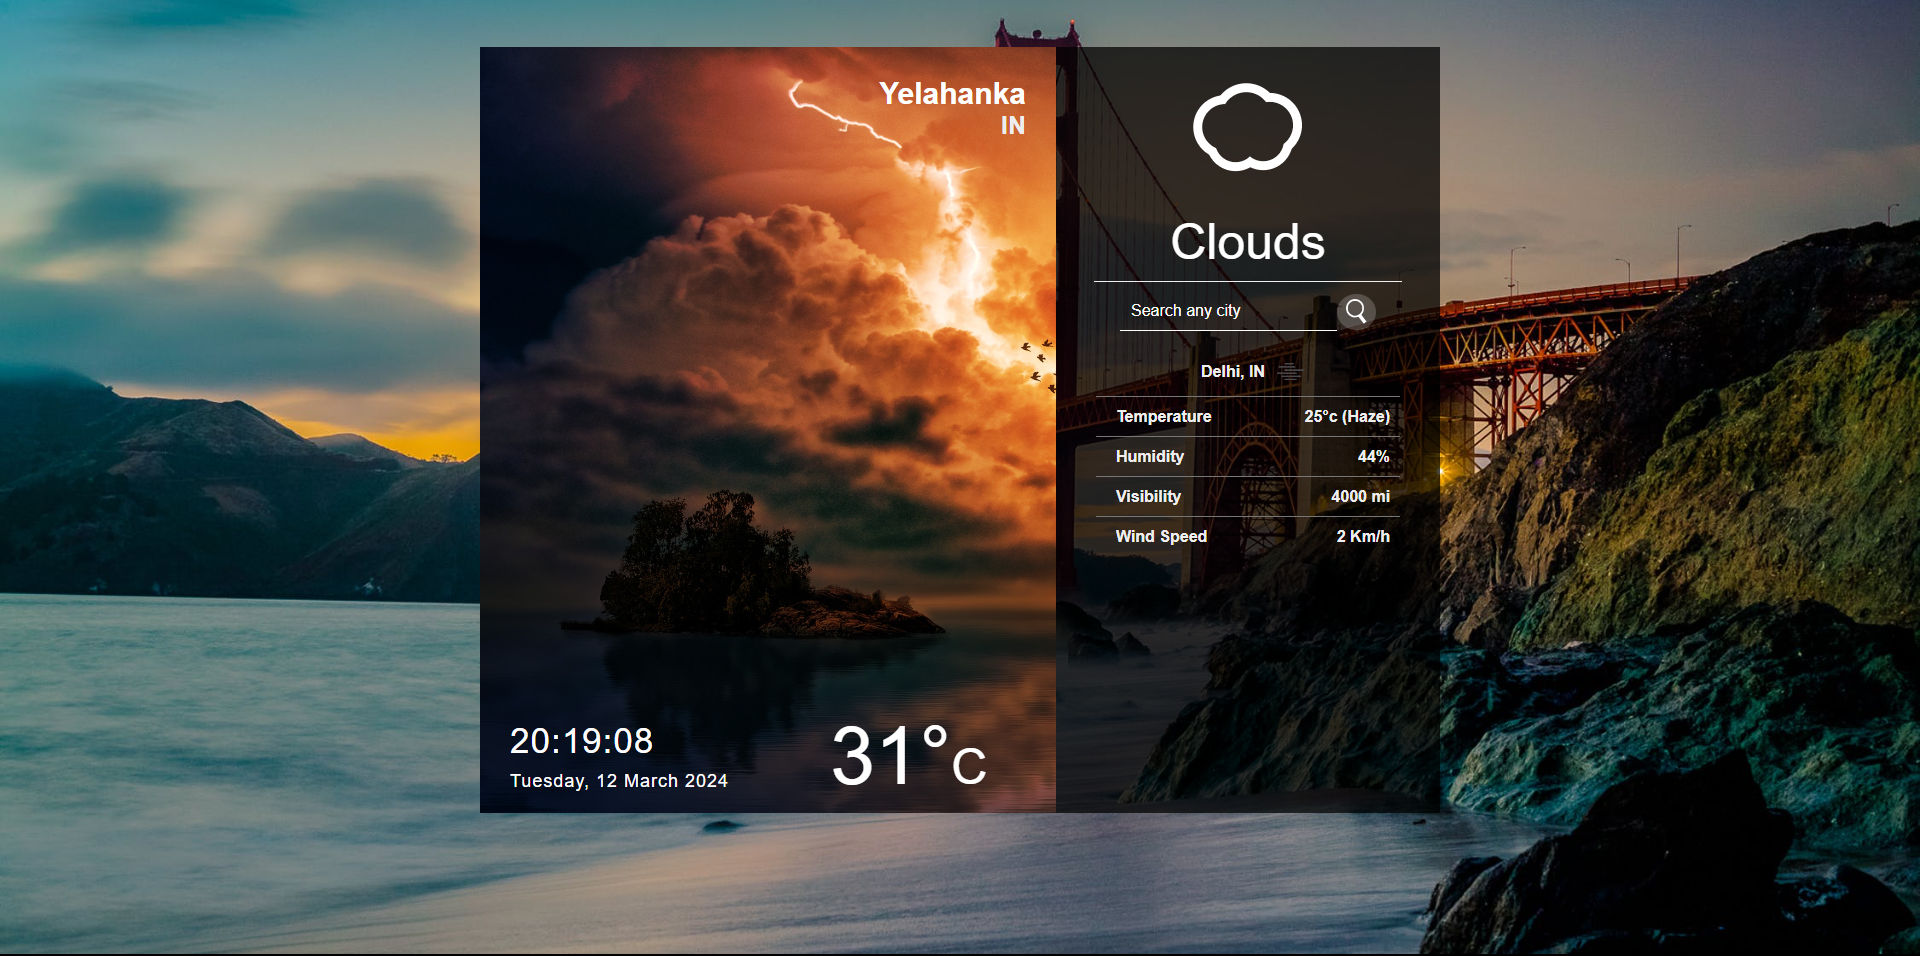 Yelahanka
IN
20:19:08
Tuesday, 12 March 2024
31°C
Clouds
Search any city
Delhi, IN
Temperature 25°c (Haze)
Humidity 44%
Visibility 4000 mi
Wind Speed 2 Km/h